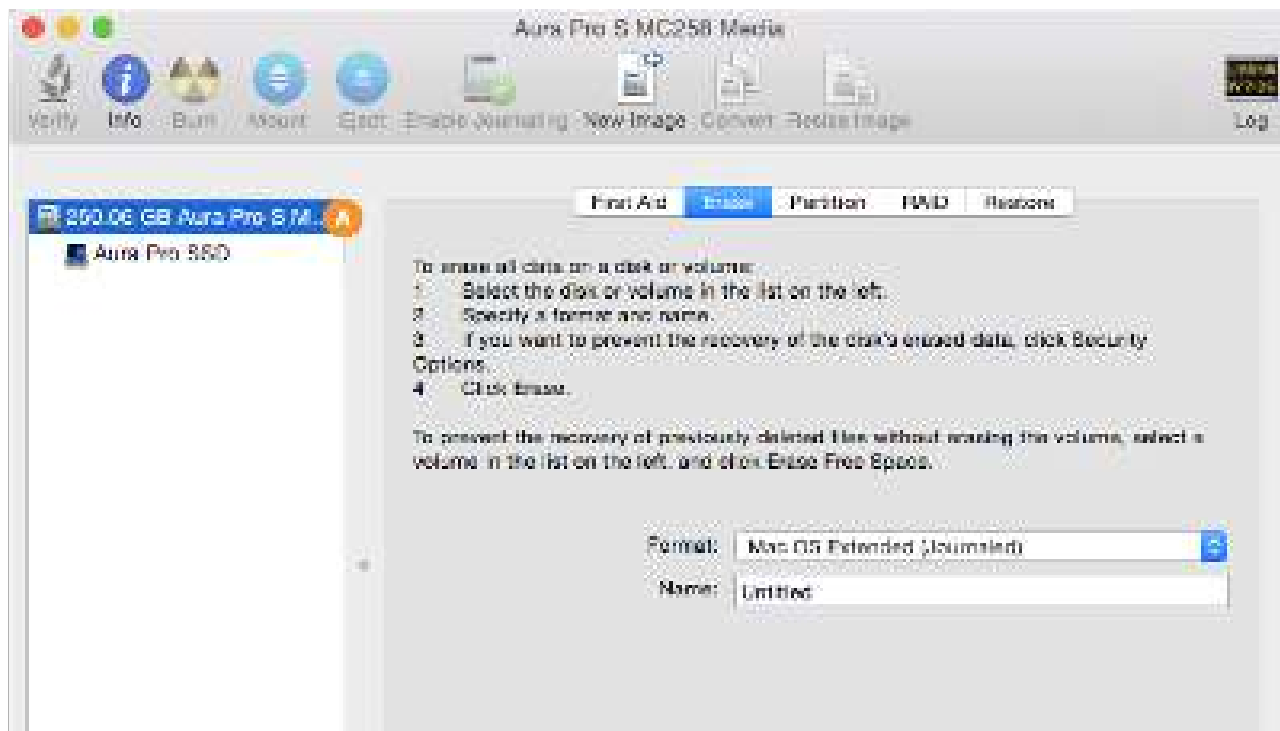 Aura Pro S MC256 Media
Verify Info Burn Mount Eject Enable Journaling New Image Convert Resize Image Log
First Aid Erase Partition RAID Restore
250.06 GB Aura Pro S M... A
Aura Pro SSD
To erase all data on a disk or volume:
1 Select the disk or volume in the list on the left.
2 Specify a format and name.
3 If you want to prevent the recovery of the disk's erased data, click Security
Options.
4 Click Erase.
To prevent the recovery of previously deleted files without erasing the volume, select a
volume in the list on the left, and click Erase Free Space.
Format: Mac OS Extended (Journaled)
Name: Untitled